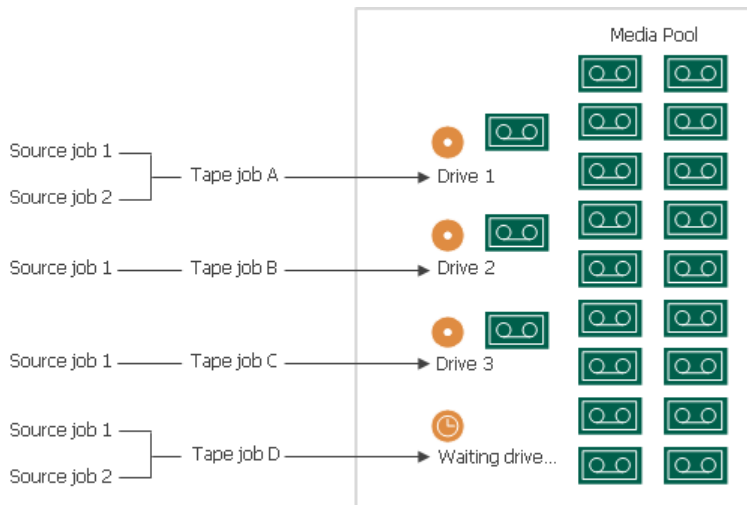 Media Pool
Source job 1
Source job 2
Tape job A
Drive 1
Source job 1
Tape job B
Drive 2
Source job 1
Tape job C
Drive 3
Source job 1
Source job 2
Tape job D
Waiting drive...